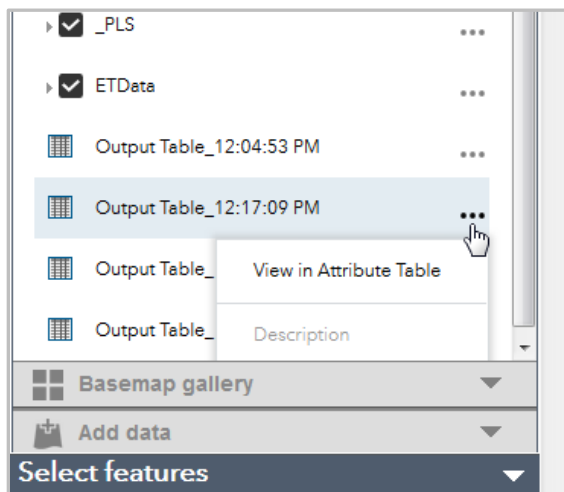 _PLS
ETData
Output Table_12:04:53 PM
Output Table_12:17:09 PM
Output Table_
View in Attribute Table
Output Table_
Description
Basemap gallery
Add data
Select features